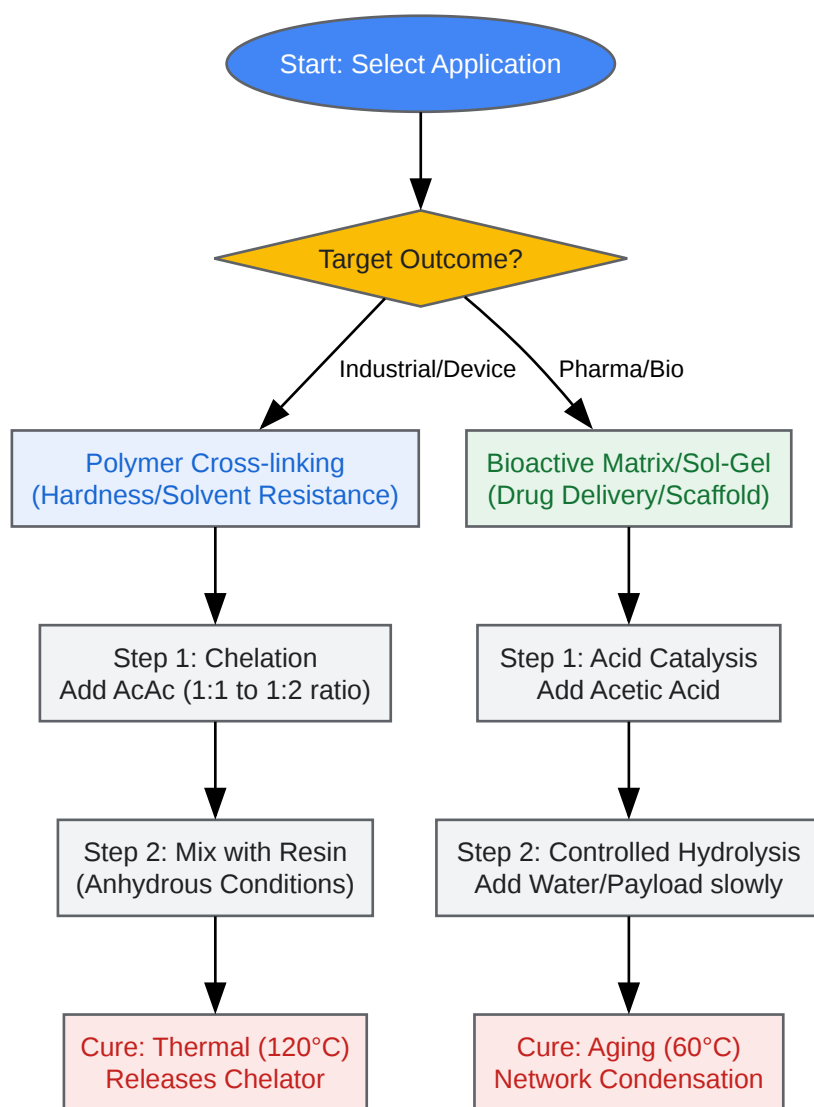 Start: Select Application
Target Outcome?
Industrial/Device
Pharma/Bio
Polymer Cross-linking
(Hardness/Solvent Resistance)
Bioactive Matrix/Sol-Gel
(Drug Delivery/Scaffold)
Step 1: Chelation
Add AcAc (1:1 to 1:2 ratio)
Step 1: Acid Catalysis
Add Acetic Acid
Step 2: Mix with Resin
(Anhydrous Conditions)
Step 2: Controlled Hydrolysis
Add Water/Payload slowly
Cure: Thermal (120°C)
Releases Chelator
Cure: Aging (60°C)
Network Condensation